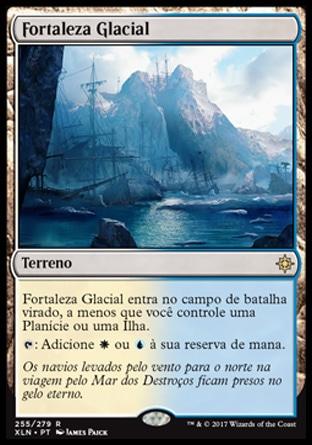 Fortaleza Glacial
Terreno
Fortaleza Glacial entra no campo de batalha
virado, a menos que você controle uma
Planície ou uma Ilha.
: Adicione ou à sua reserva de mana.
Os navios levados pelo vento para o norte na
viagem pelo Mar dos Destroços ficam presos no
gelo eterno.
255/279 R
XLN • PT JAMES PAICK
™ & © 2017 Wizards of the Coast